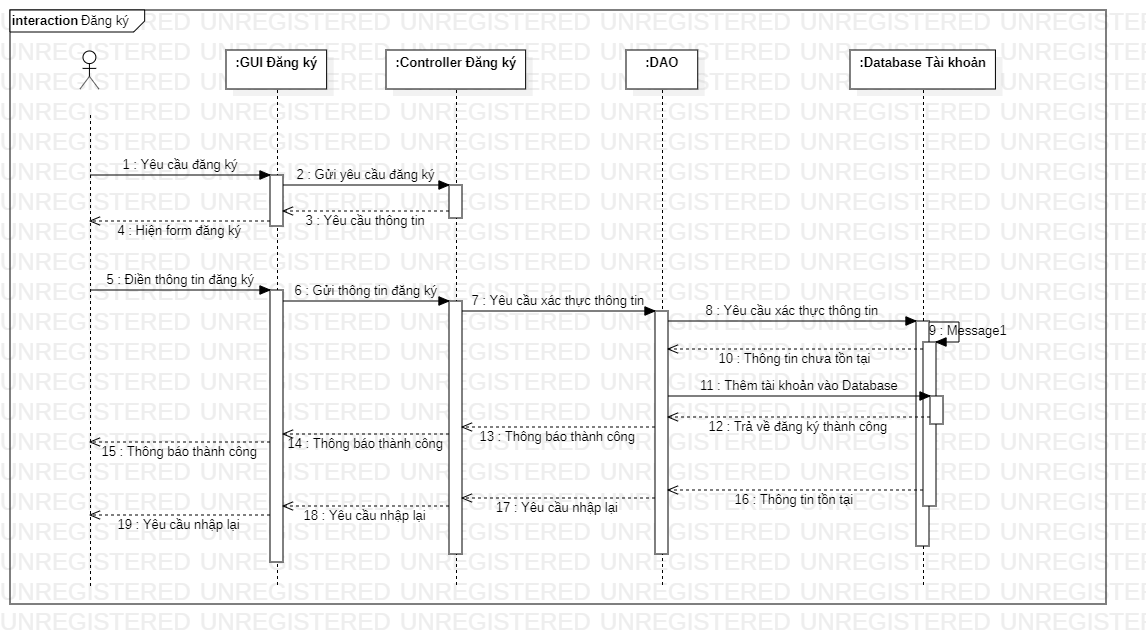 interaction Đăng ký
:GUI Đăng ký
:Controller Đăng ký
:DAO
:Database Tài khoản
1 : Yêu cầu đăng ký
2 : Gửi yêu cầu đăng ký
3 : Yêu cầu thông tin
4 : Hiện form đăng ký
5 : Điền thông tin đăng ký
6 : Gửi thông tin đăng ký
7 : Yêu cầu xác thực thông tin
8 : Yêu cầu xác thực thông tin
9 : Message1
10 : Thông tin chưa tồn tại
11 : Thêm tài khoản vào Database
12 : Trả về đăng ký thành công
13 : Thông báo thành công
14 : Thông báo thành công
15 : Thông báo thành công
16 : Thông tin tồn tại
17 : Yêu cầu nhập lại
18 : Yêu cầu nhập lại
19 : Yêu cầu nhập lại
UNREGISTERED